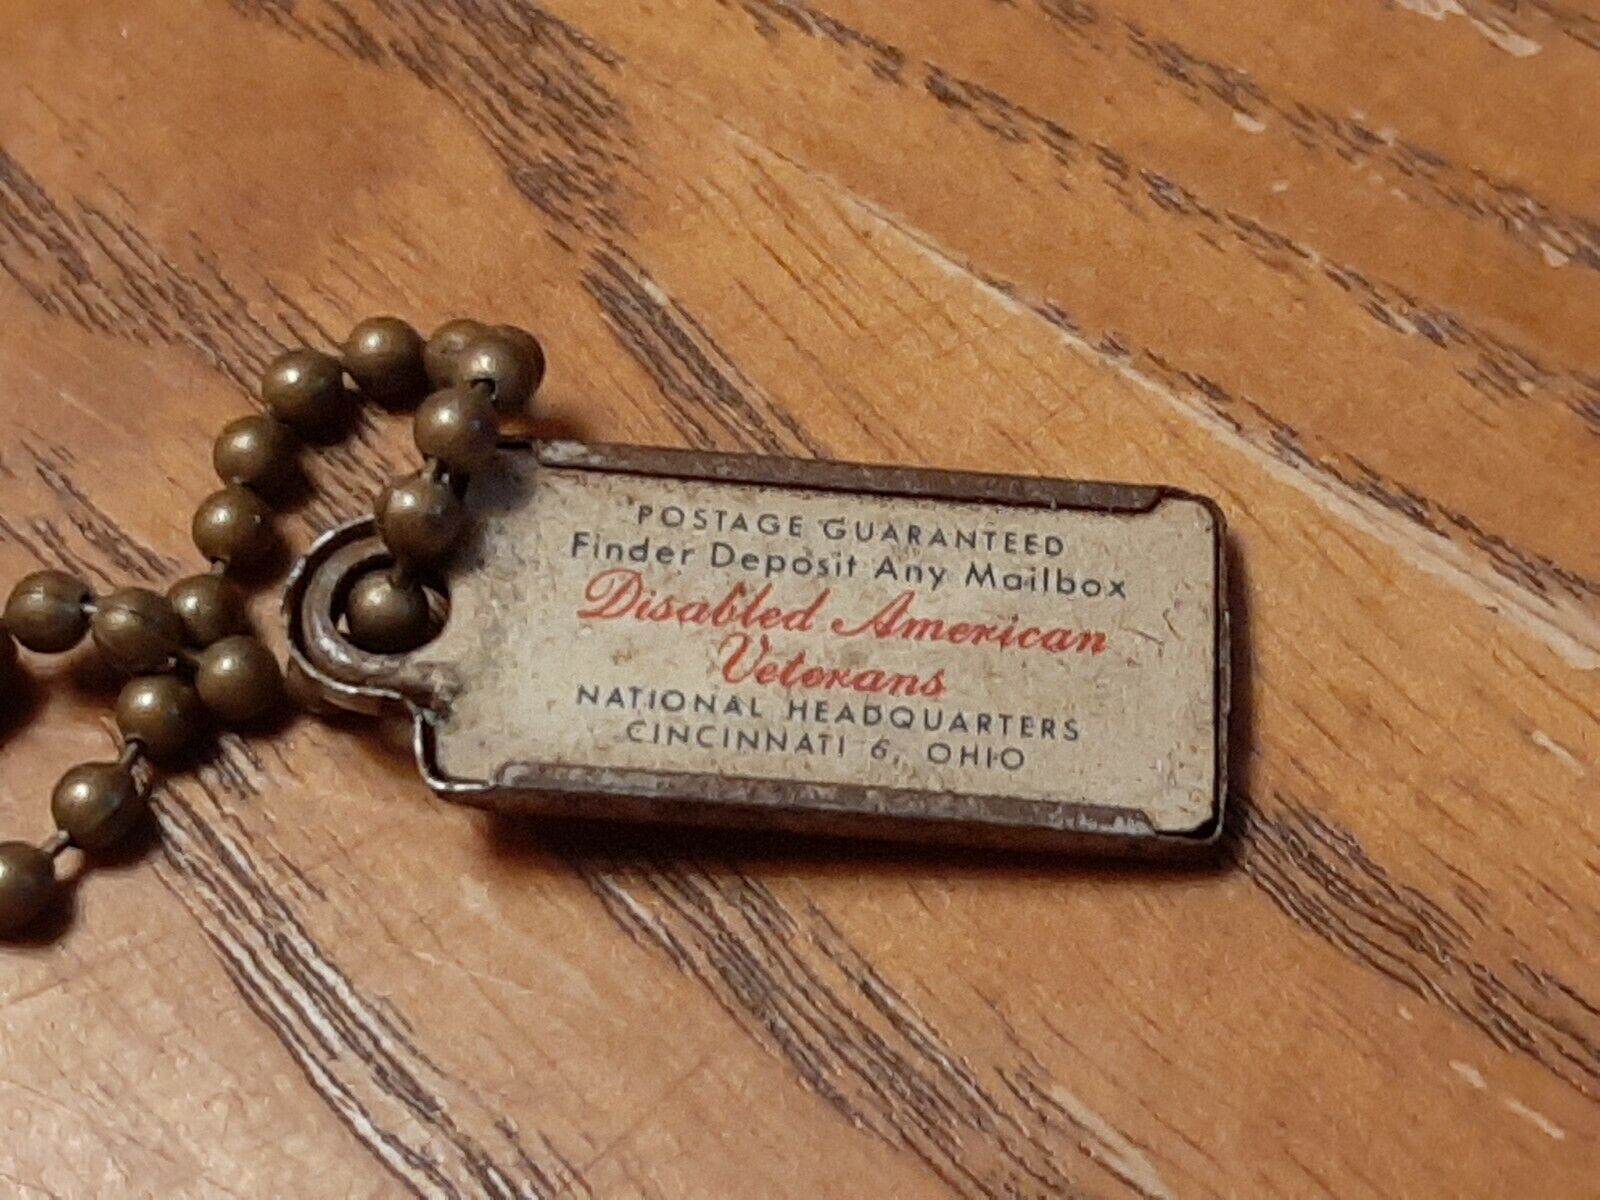 POSTAGE GUARANTEED
Finder Deposit Any Mailbox
Disabled American
Veterans
NATIONAL HEADQUARTERS
CINCINNATI 6, OHIO